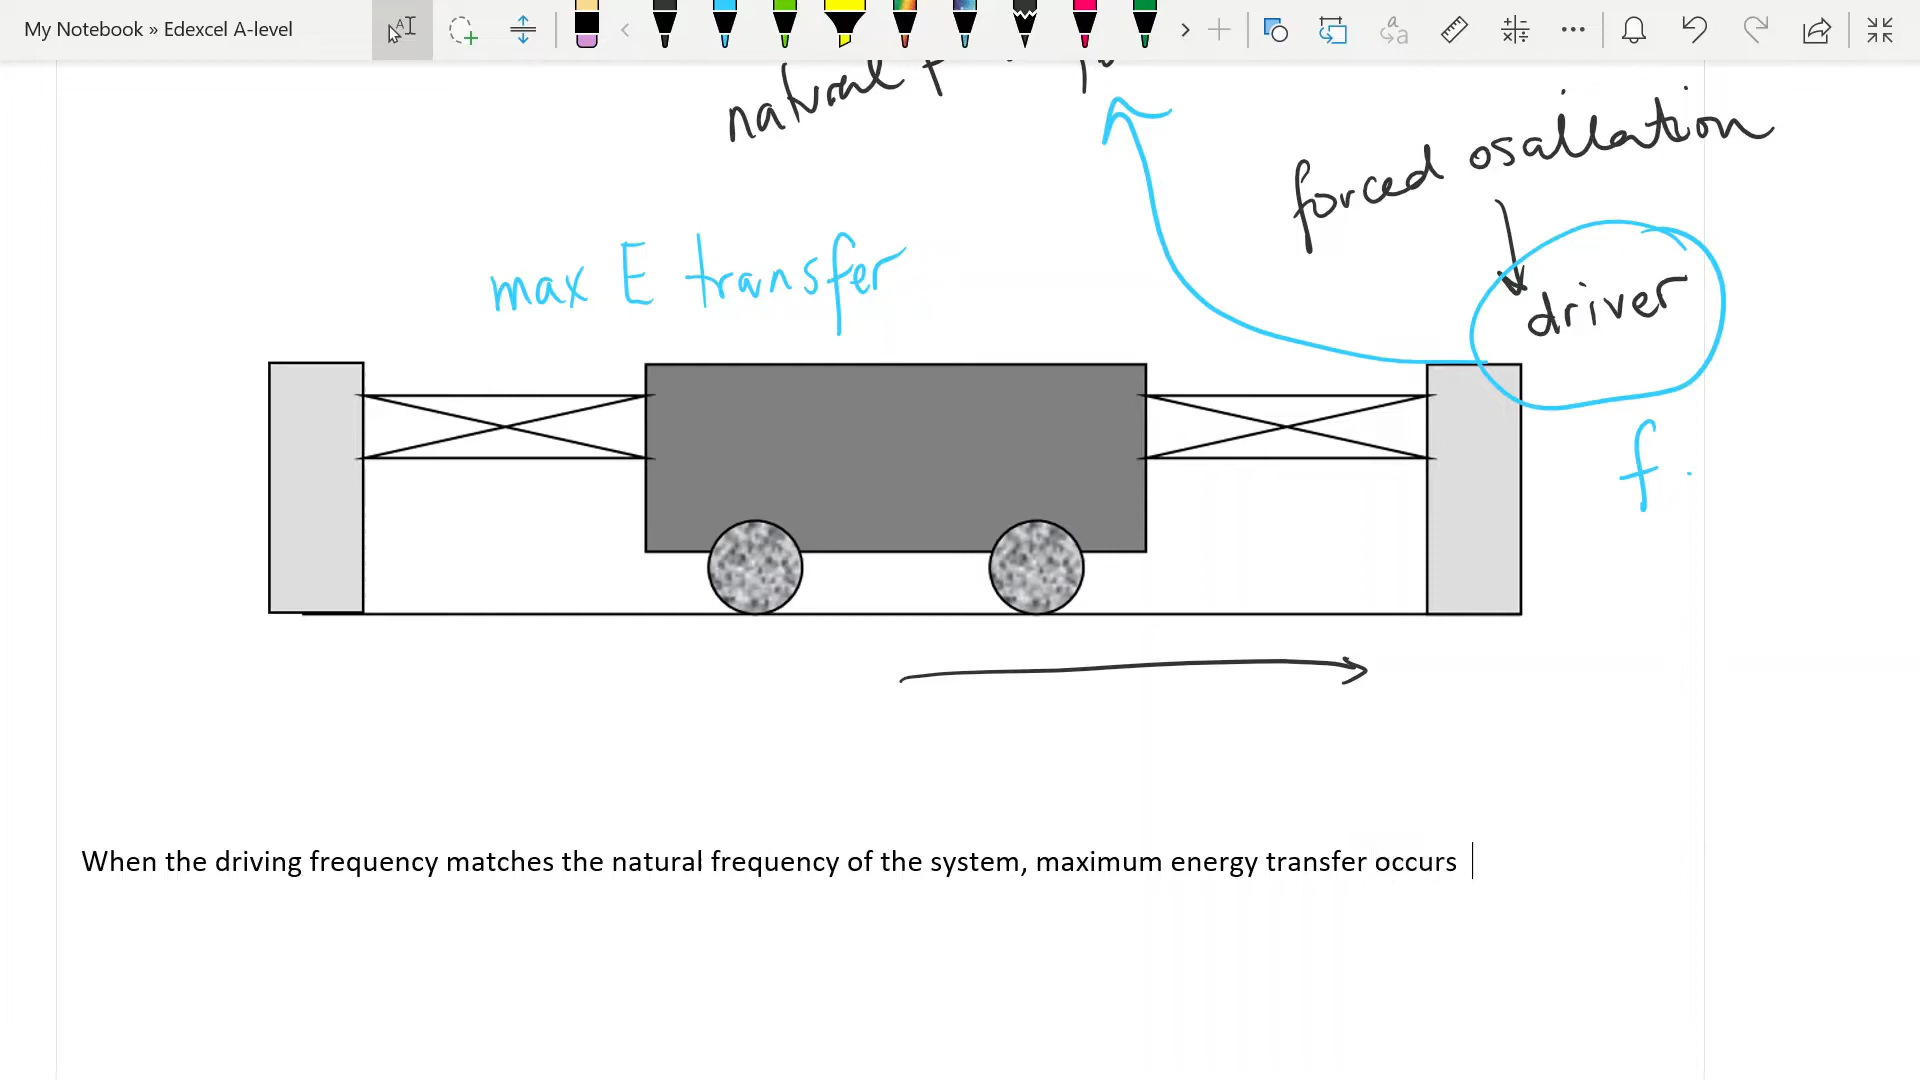 My Notebook » Edexcel A-level
natural f
forced osallation
max E transfer
driver
f
When the driving frequency matches the natural frequency of the system, maximum energy transfer occurs